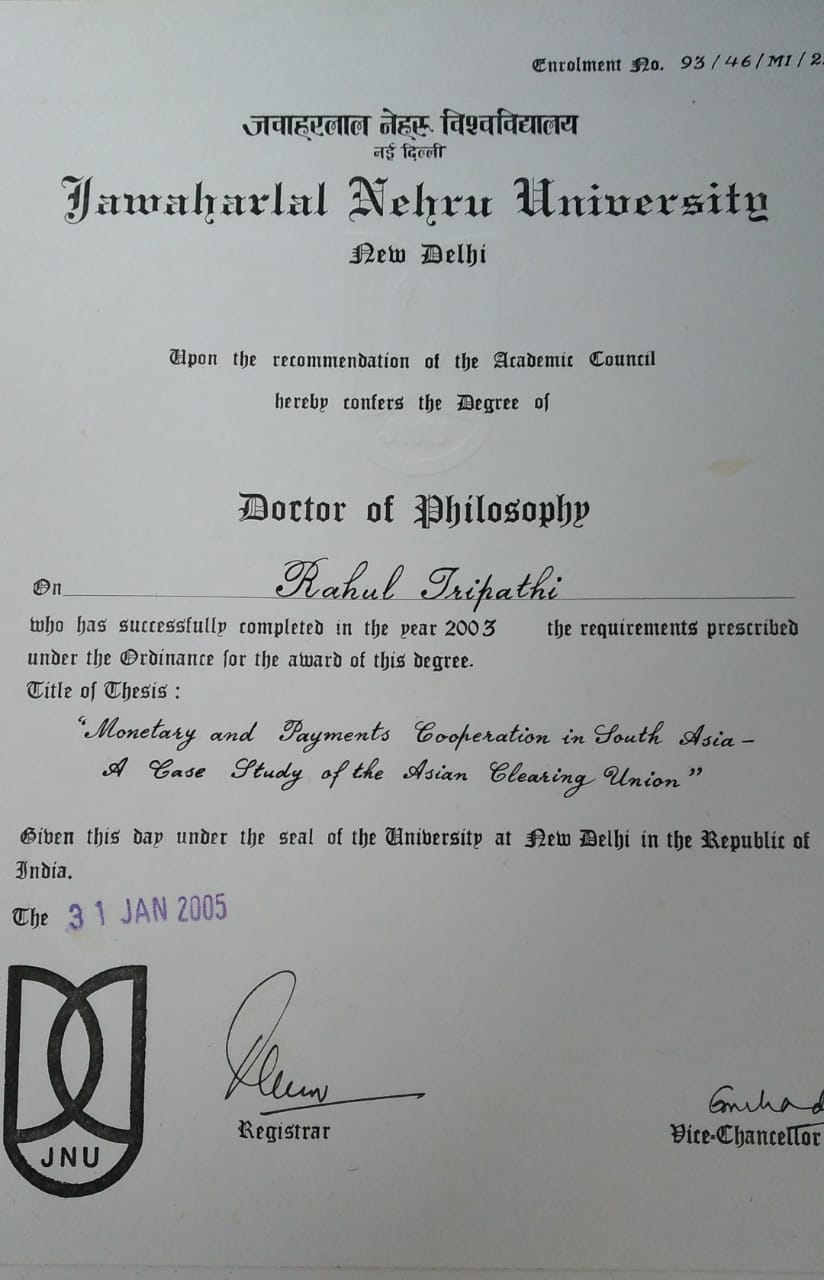 Enrolment No. 93/46/MI/2
जवाहरलाल नेहरू विश्वविद्यालय
नई दिल्ली
Jawaharlal Nehru University
New Delhi
Upon the recommendation of the Academic Council
hereby confers the Degree of
Doctor of Philosophy
On Rahul Tripathi
who has successfully completed in the year 2003 the requirements prescribed
under the Ordinance for the award of this degree.
Title of Thesis :
“Monetary and Payments Cooperation in South Asia –
A Case Study of the Asian Clearing Union”
Given this day under the seal of the University at New Delhi in the Republic of
India.
The 31 JAN 2005
JNU
Registrar
Vice-Chancellor